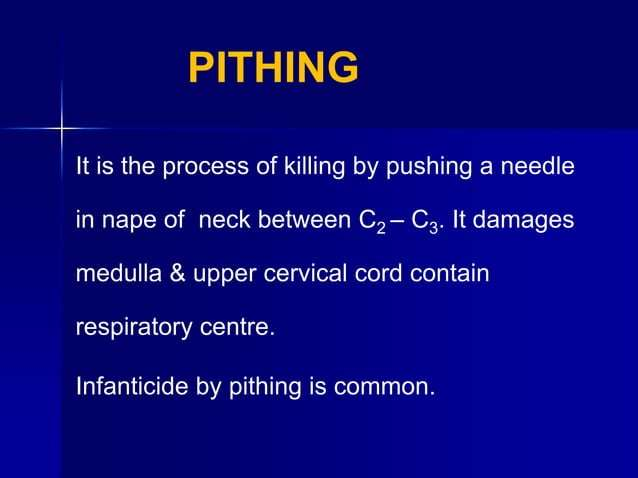 PITHING
It is the process of killing by pushing a needle
in nape of neck between C₂ – C₃. It damages
medulla & upper cervical cord contain
respiratory centre.
Infanticide by pithing is common.